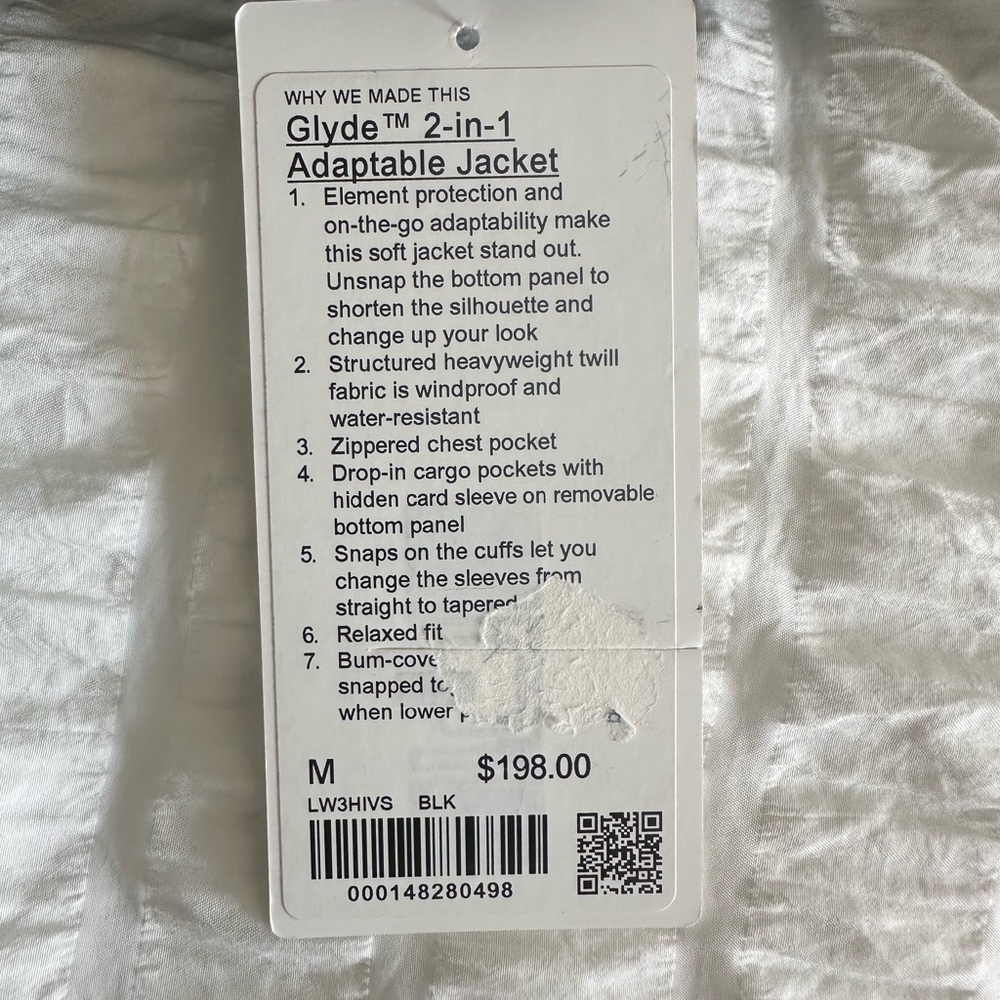 WHY WE MADE THIS
Glyde™ 2-in-1
Adaptable Jacket
1. Element protection and
on-the-go adaptability make
this soft jacket stand out.
Unsnap the bottom panel to
shorten the silhouette and
change up your look
2. Structured heavyweight twill
fabric is windproof and
water-resistant
3. Zippered chest pocket
4. Drop-in cargo pockets with
hidden card sleeve on removable
bottom panel
5. Snaps on the cuffs let you
change the sleeves from
straight to tapered
6. Relaxed fit
7.
snapped
when lower
M $198.00
LW3HIVS BLK
000148280498